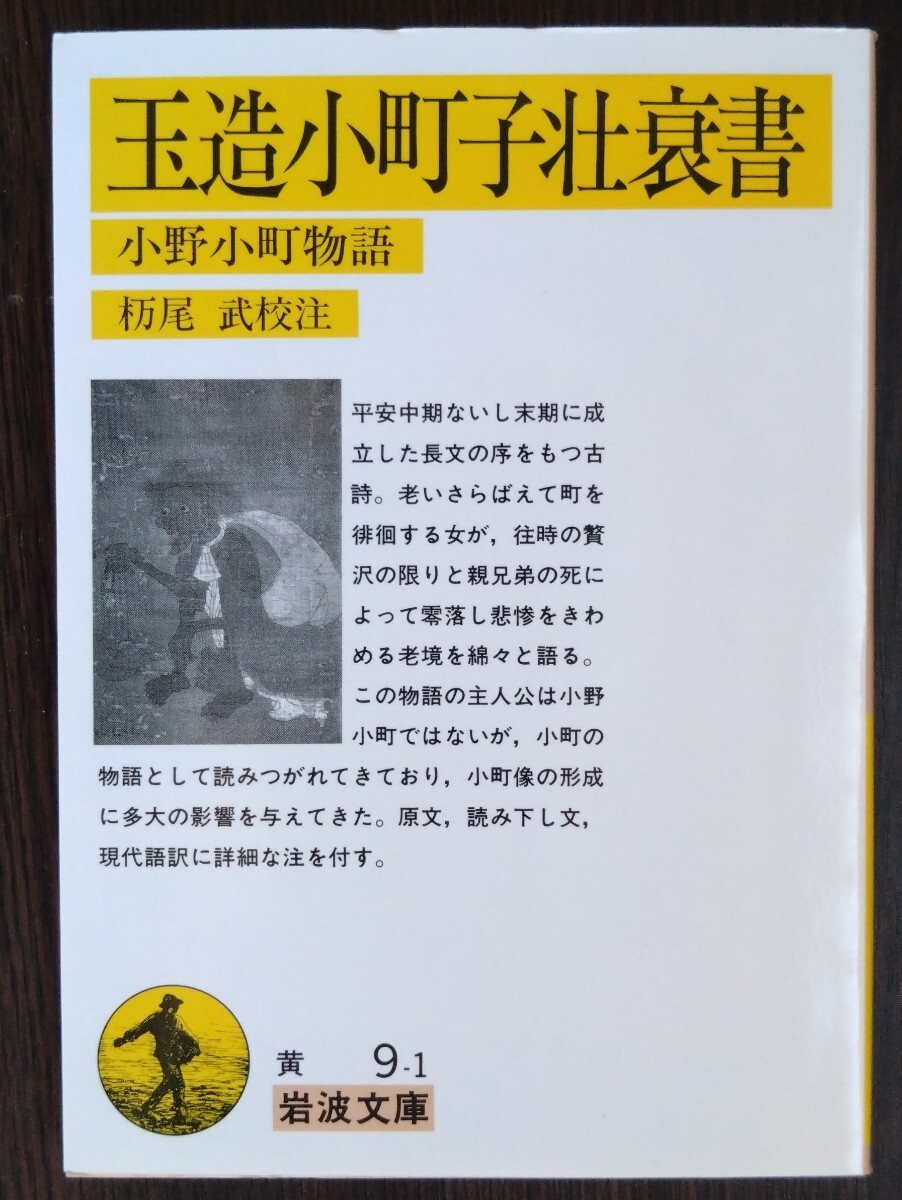 玉造小町子壮衰書
小野小町物語
杤尾 武校注
平安中期ないし末期に成
立した長文の序をもつ古
詩。老いさらばえて町を
徘徊する女が，往時の贅
沢の限りと親兄弟の死に
よって零落し悲惨をきわ
める老境を綿々と語る。
この物語の主人公は小野
小町ではないが，小町の
物語として読みつがれてきており，小町像の形成
に多大の影響を与えてきた。原文，読み下し文，
現代語訳に詳細な注を付す。
黄 9-1
岩波文庫